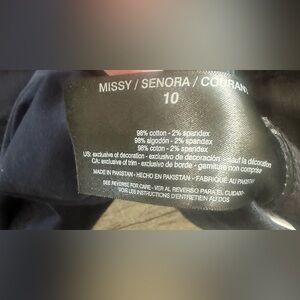 MISSY / SENORA / COURANT
10
98% cotton - 2% spandex
98% algodón - 2% spandex
98% coton - 2% spandex
US: exclusive of decoration - exclusivo de decoración - sauf la décoration
CA: exclusive of trim - exclusivo de borde - garniture non comprise
MADE IN PAKISTAN - HECHO EN PAKISTAN - FABRIQUÉ AU PAKISTAN
SEE REVERSE FOR CARE - VER AL REVERSO PARA EL CUIDADO
VOIR LES INSTRUCTIONS D'ENTRETIEN AU DOS